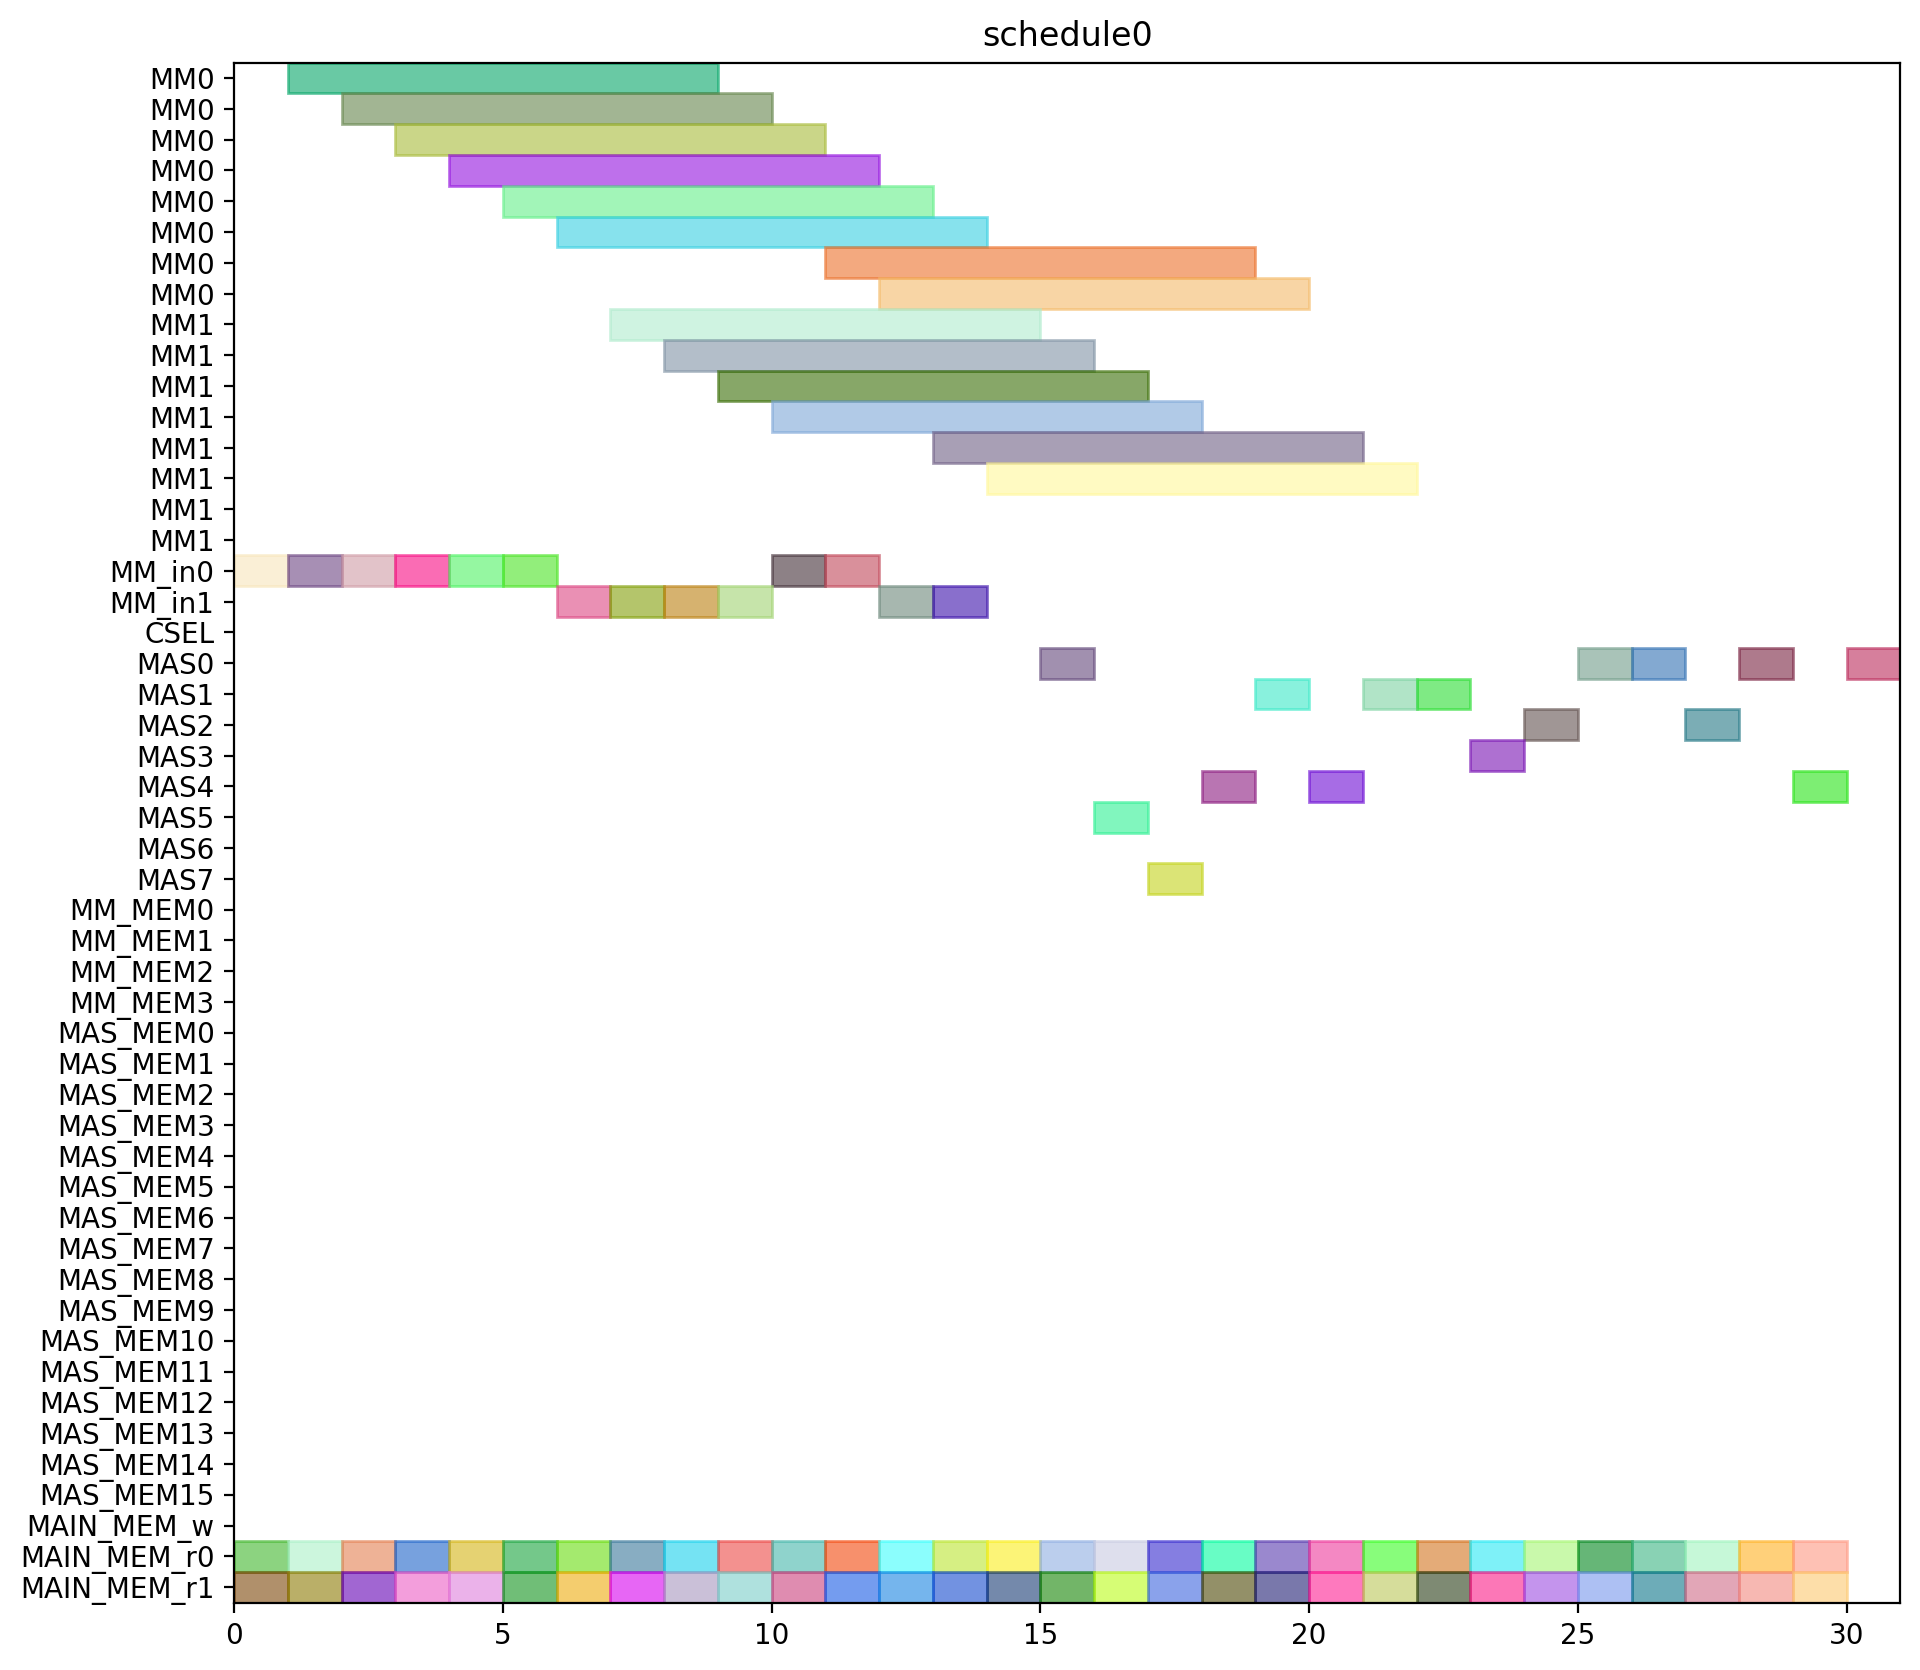 schedule0
MM0
MM0
MM0
MM0
MM0
MM0
MM0
MM0
MM1
MM1
MM1
MM1
MM1
MM1
MM1
MM1
MM_in0
MM_in1
CSEL
MAS0
MAS1
MAS2
MAS3
MAS4
MAS5
MAS6
MAS7
MM_MEM0
MM_MEM1
MM_MEM2
MM_MEM3
MAS_MEM0
MAS_MEM1
MAS_MEM2
MAS_MEM3
MAS_MEM4
MAS_MEM5
MAS_MEM6
MAS_MEM7
MAS_MEM8
MAS_MEM9
MAS_MEM10
MAS_MEM11
MAS_MEM12
MAS_MEM13
MAS_MEM14
MAS_MEM15
MAIN_MEM_w
MAIN_MEM_r0
MAIN_MEM_r1
0 5 10 15 20 25 30